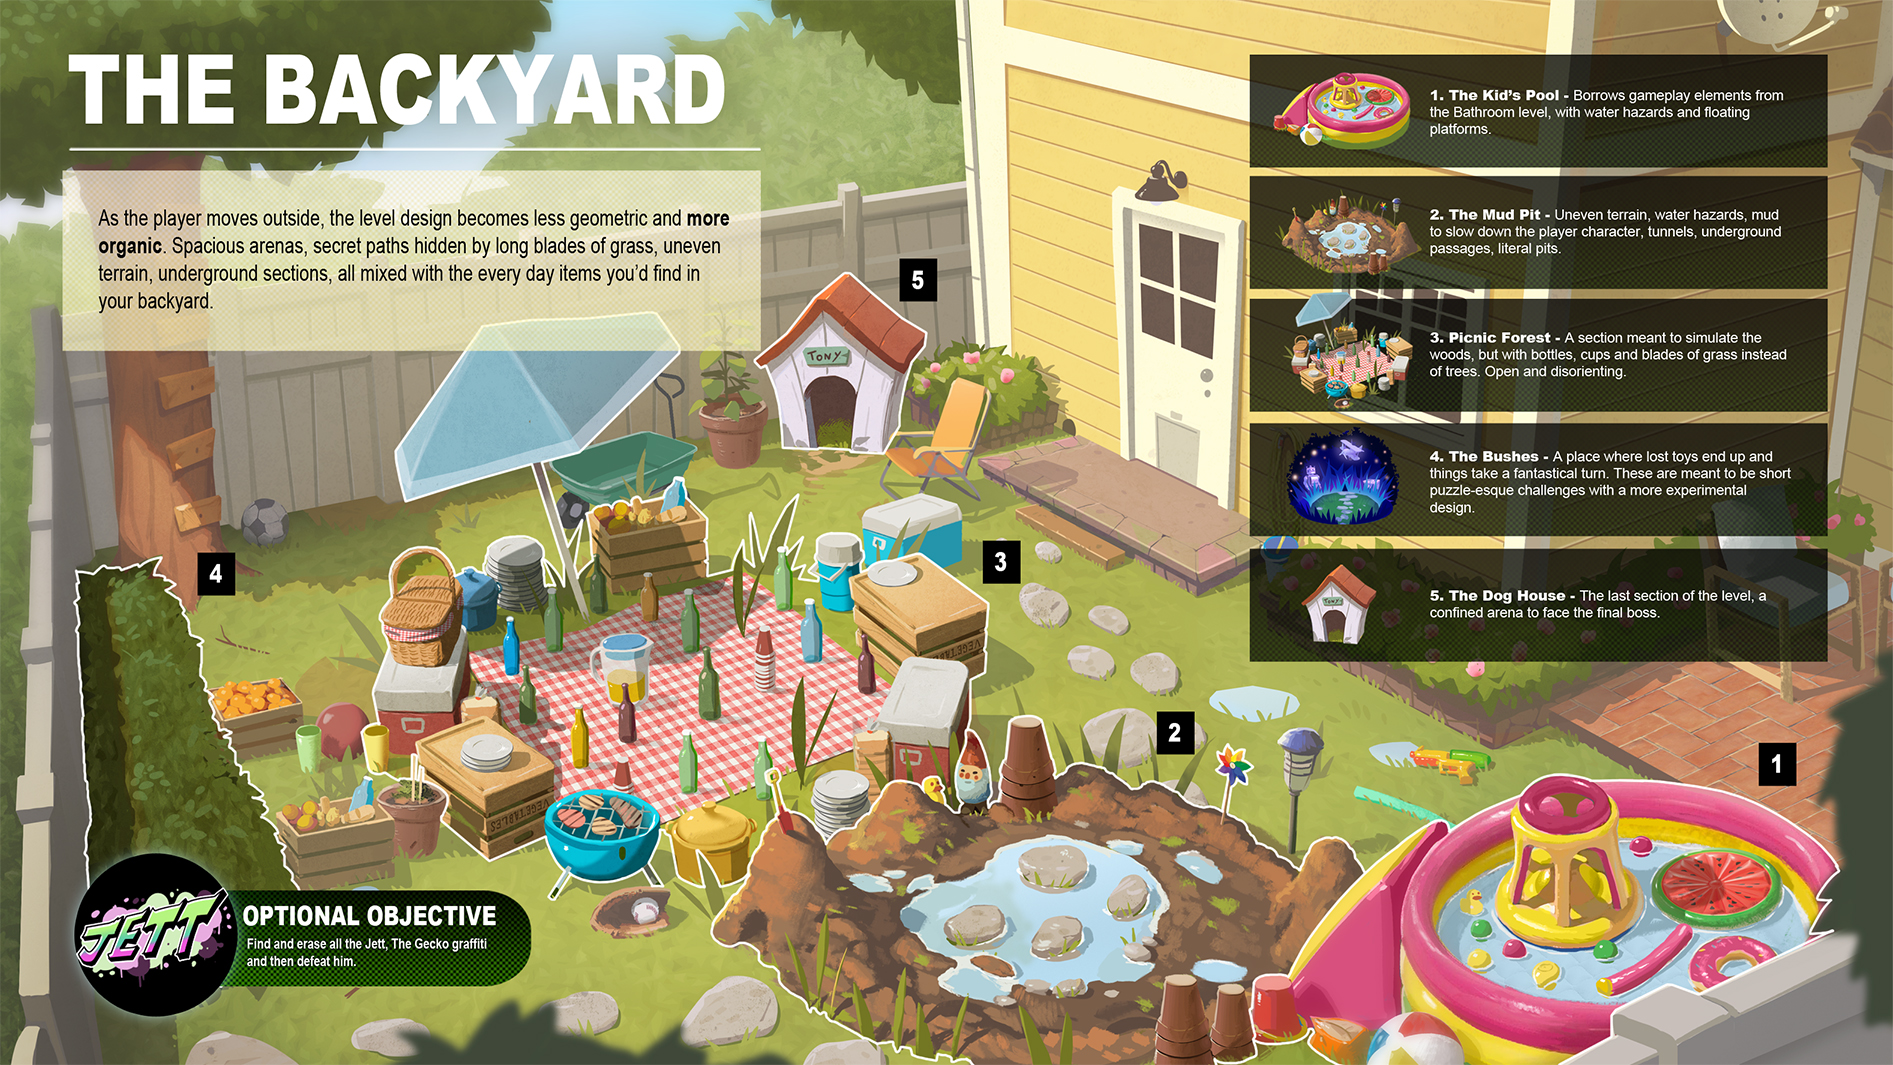 THE BACKYARD
As the player moves outside, the level design becomes less geometric and more
organic. Spacious arenas, secret paths hidden by long blades of grass, uneven
terrain, underground sections, all mixed with the every day items you'd find in
your backyard.
1. The Kid's Pool - Borrows gameplay elements from
the Bathroom level, with water hazards and floating
platforms.
2. The Mud Pit - Uneven terrain, water hazards, mud
to slow down the player character, tunnels, underground
passages, literal pits.
3. Picnic Forest - A section meant to simulate the
woods, but with bottles, cups and blades of grass instead
of trees. Open and disorienting.
4. The Bushes - A place where lost toys end up and
things take a fantastical turn. These are meant to be short
puzzle-esque challenges with a more experimental
design.
TONY
5. The Dog House - The last section of the level, a
confined arena to face the final boss.
5
TONY
4
3
VEGETABLES
2
1
VEGETABLES
JETT
OPTIONAL OBJECTIVE
Find and erase all the Jett, The Gecko graffiti
and then defeat him.